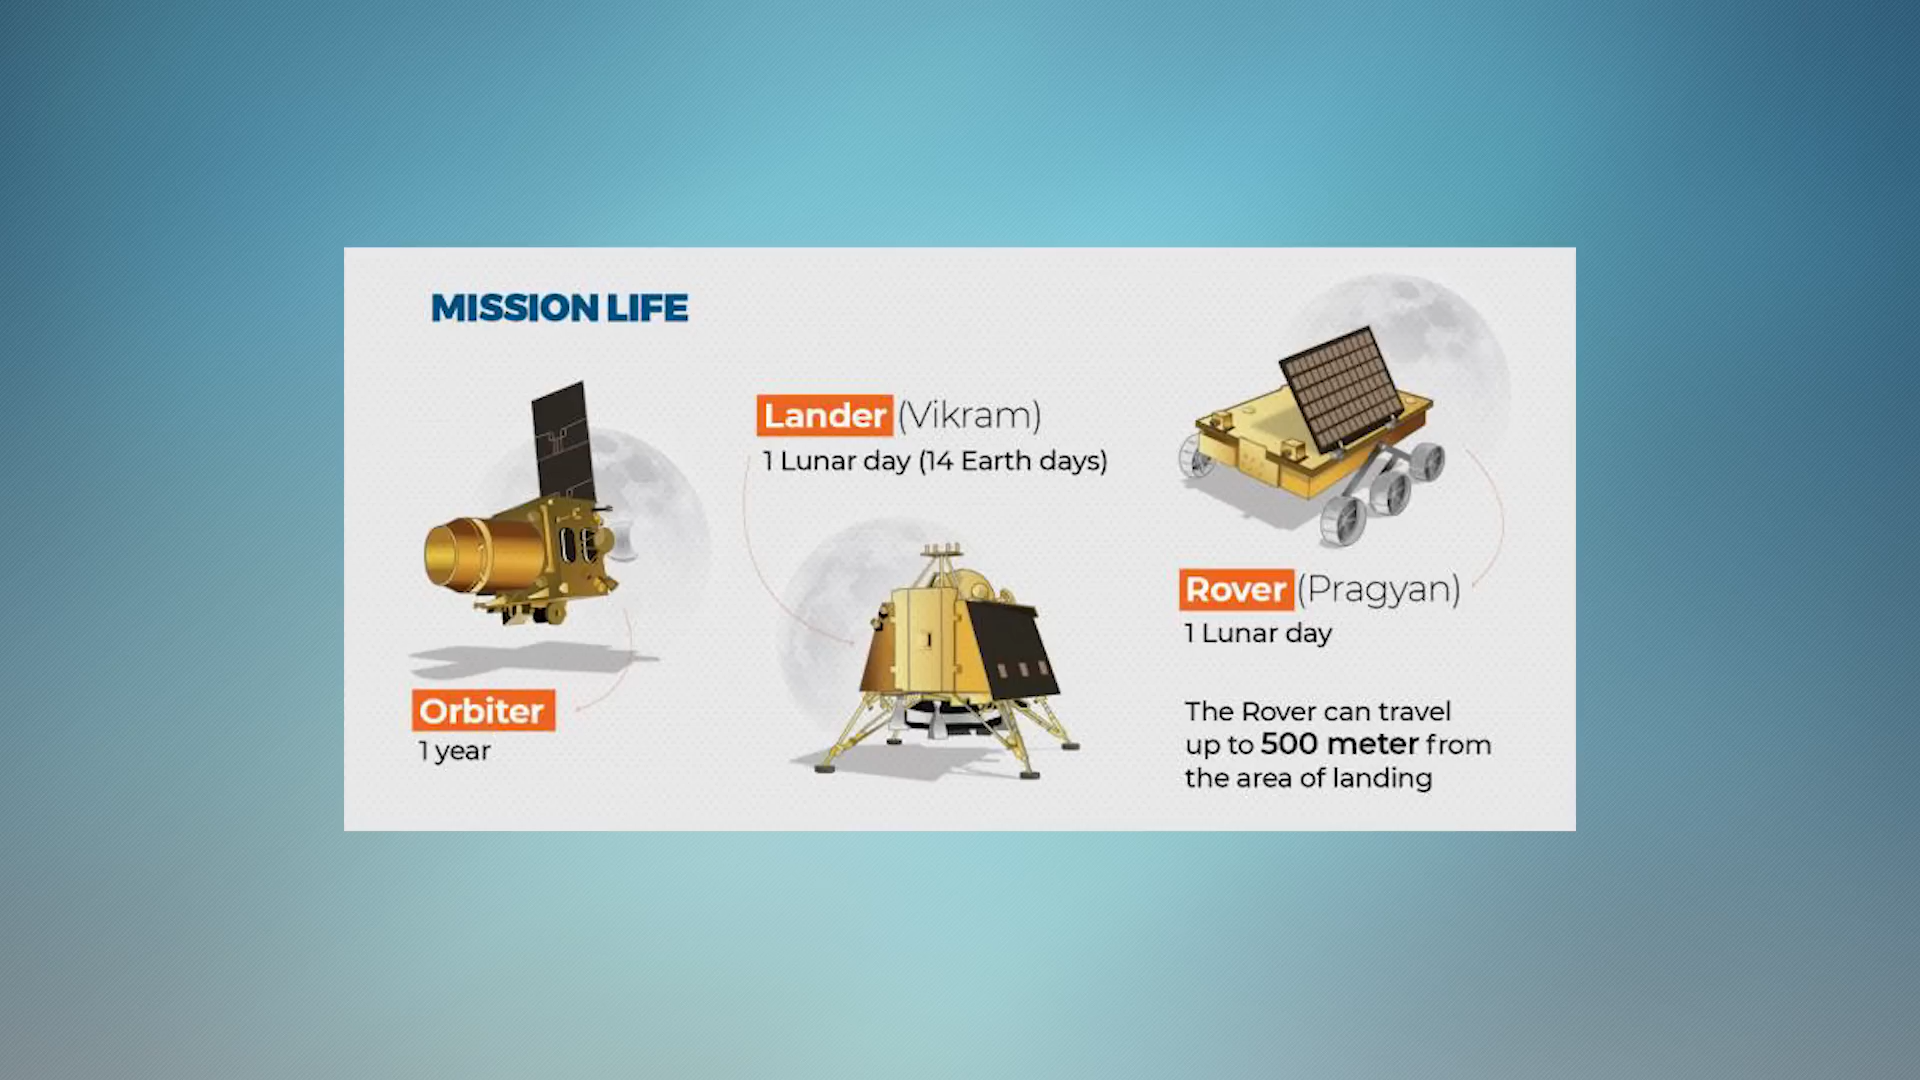 MISSION LIFE
Orbiter
1 year
Lander (Vikram)
1 Lunar day (14 Earth days)
Rover (Pragyan)
1 Lunar day
The Rover can travel
up to 500 meter from
the area of landing